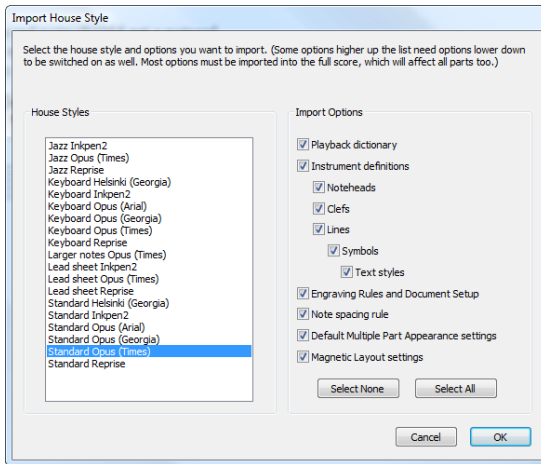 Import House Style
Select the house style and options you want to import. (Some options higher up the list need options lower down
to be switched on as well. Most options must be imported into the full score, which will affect all parts too.)
House Styles
Jazz Inkpen2
Jazz Opus (Times)
Jazz Reprise
Keyboard Helsinki (Georgia)
Keyboard Inkpen2
Keyboard Opus (Arial)
Keyboard Opus (Georgia)
Keyboard Opus (Times)
Keyboard Reprise
Larger notes Opus (Times)
Lead sheet Inkpen2
Lead sheet Opus (Times)
Lead sheet Reprise
Standard Helsinki (Georgia)
Standard Inkpen2
Standard Opus (Arial)
Standard Opus (Georgia)
Standard Opus (Times)
Standard Reprise
Import Options
Playback dictionary
Instrument definitions
Noteheads
Clefs
Lines
Symbols
Text styles
Engraving Rules and Document Setup
Note spacing rule
Default Multiple Part Appearance settings
Magnetic Layout settings
Select None
Select All
Cancel
OK